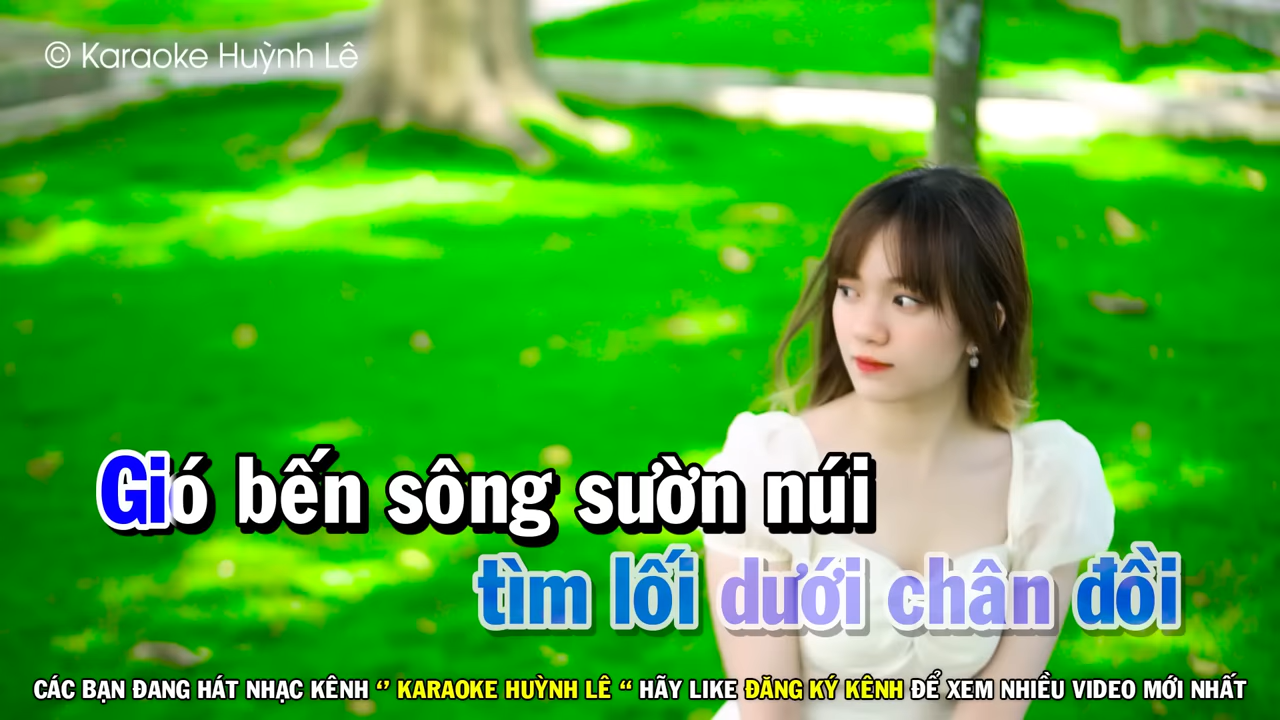 © Karaoke Huỳnh Lê
Gió bến sông sườn núi
tìm lối dưới chân đồi
CÁC BẠN ĐANG HÁT NHẠC KÊNH ‘’ KARAOKE HUỲNH LÊ “ HÃY LIKE ĐĂNG KÝ KÊNH ĐỂ XEM NHIỀU VIDEO MỚI NHẤT